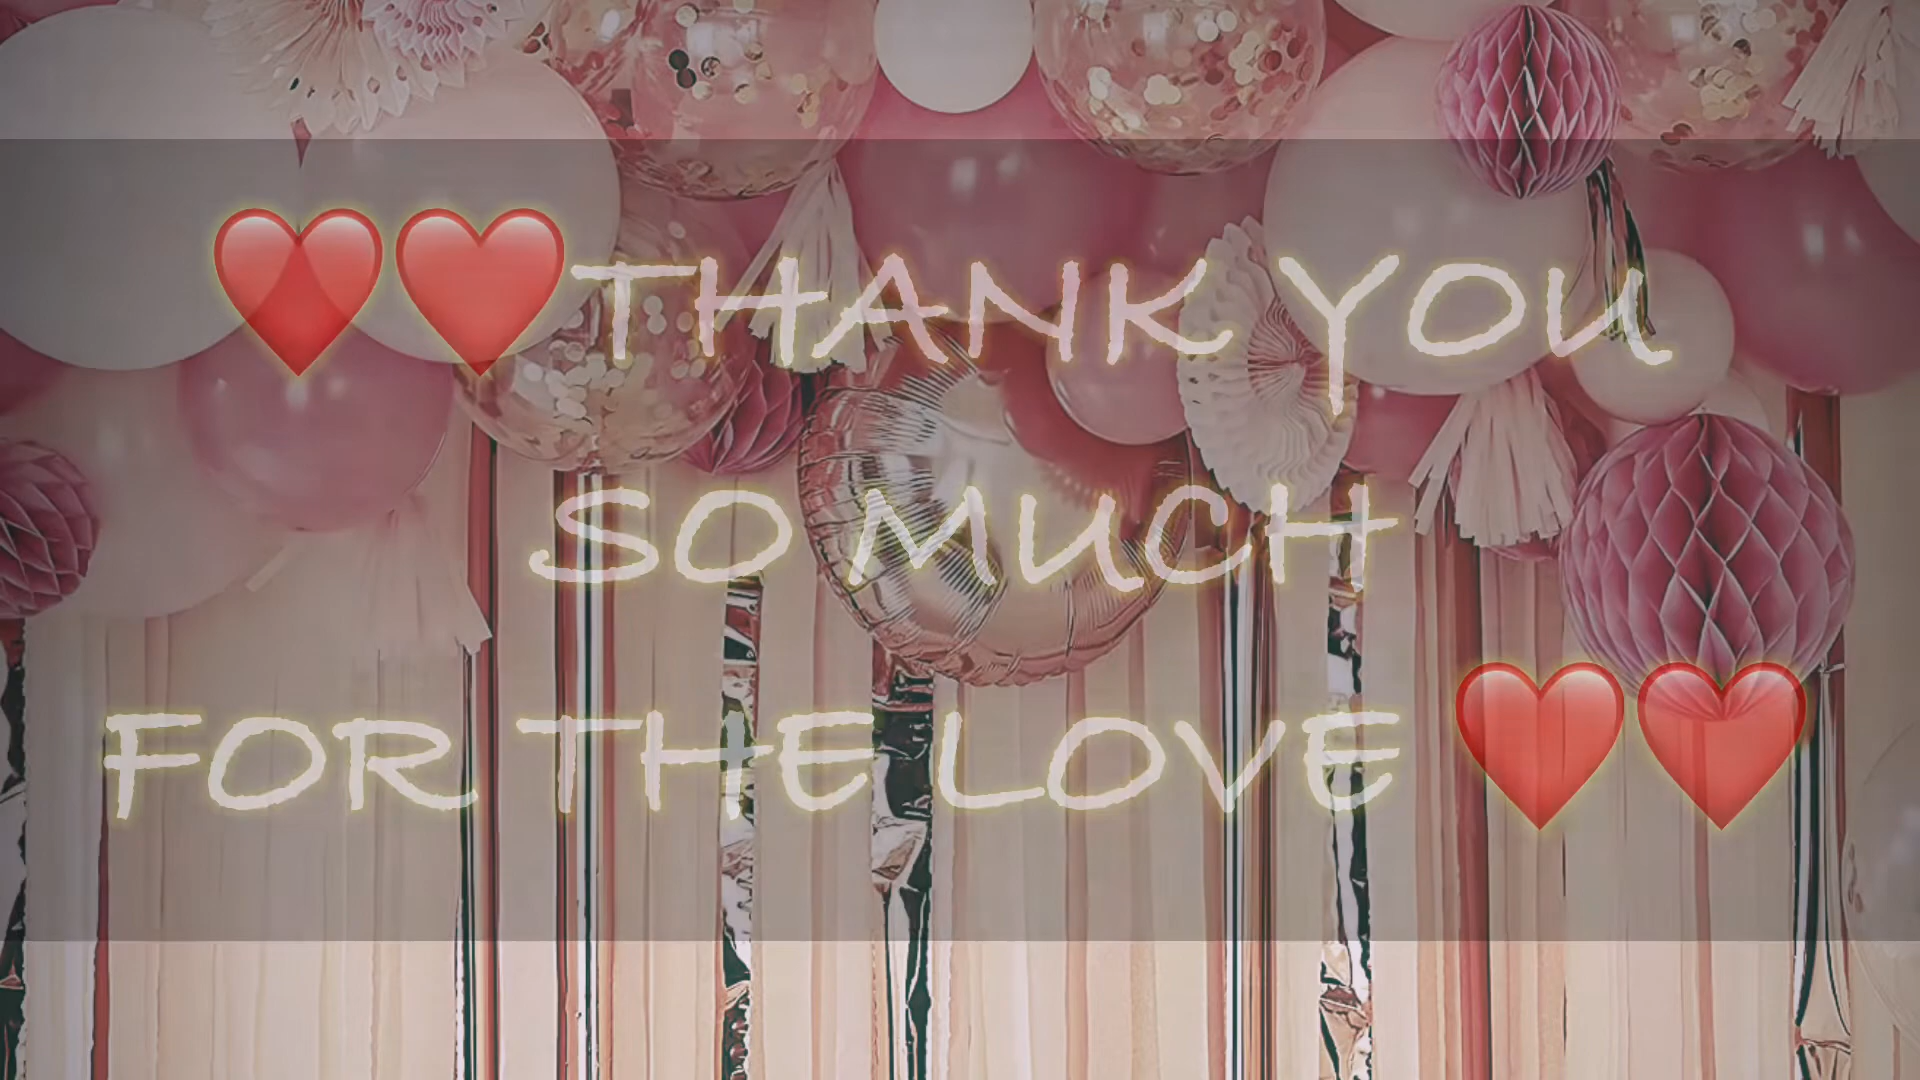 ❤️❤️THANK YOU
SO MUCH
FOR THE LOVE ❤️❤️